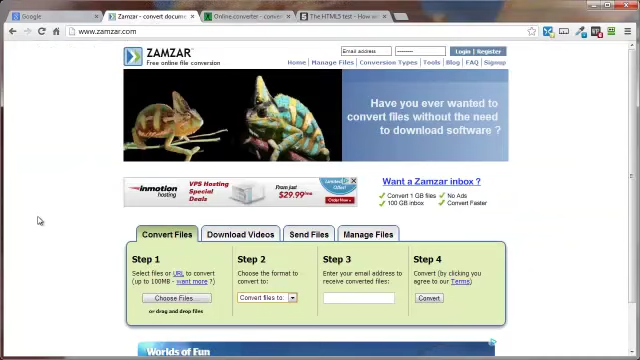 Google
Zamzar - convert docume
Online.converter - convert
The HTML5 test - How w
www.zamzar.com
ZAMZAR
Free online file conversion
Email address
Login | Register
Home | Manage Files | Conversion Types | Tools | Blog | FAQ | Signup
Have you ever wanted to
convert files without the need
to download software ?
inmotion
hosting
VPS Hosting
Special
Deals
From just
$29.99
Limited
Offer!
Order Now
Want a Zamzar inbox ?
Convert 1 GB files
No Ads
100 GB inbox
Convert Faster
Convert Files
Download Videos
Send Files
Manage Files
Step 1
Select files or URL to convert
(up to 100MB - want more ?)
Choose Files...
or drag and drop files
Step 2
Choose the format to
convert to:
Convert files to:
Step 3
Enter your email address to
receive converted files:
Step 4
Convert (by clicking you
agree to our Terms)
Convert
Worlds of Fun